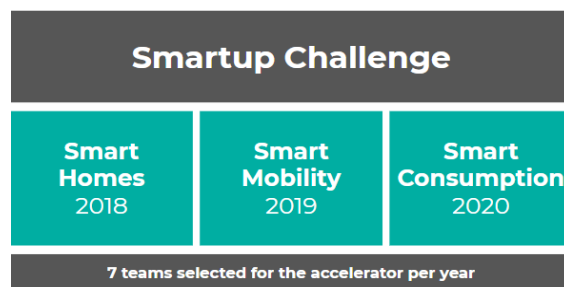 Smartup Challenge
Smart
Homes
2018
Smart
Mobility
2019
Smart
Consumption
2020
7 teams selected for the accelerator per year